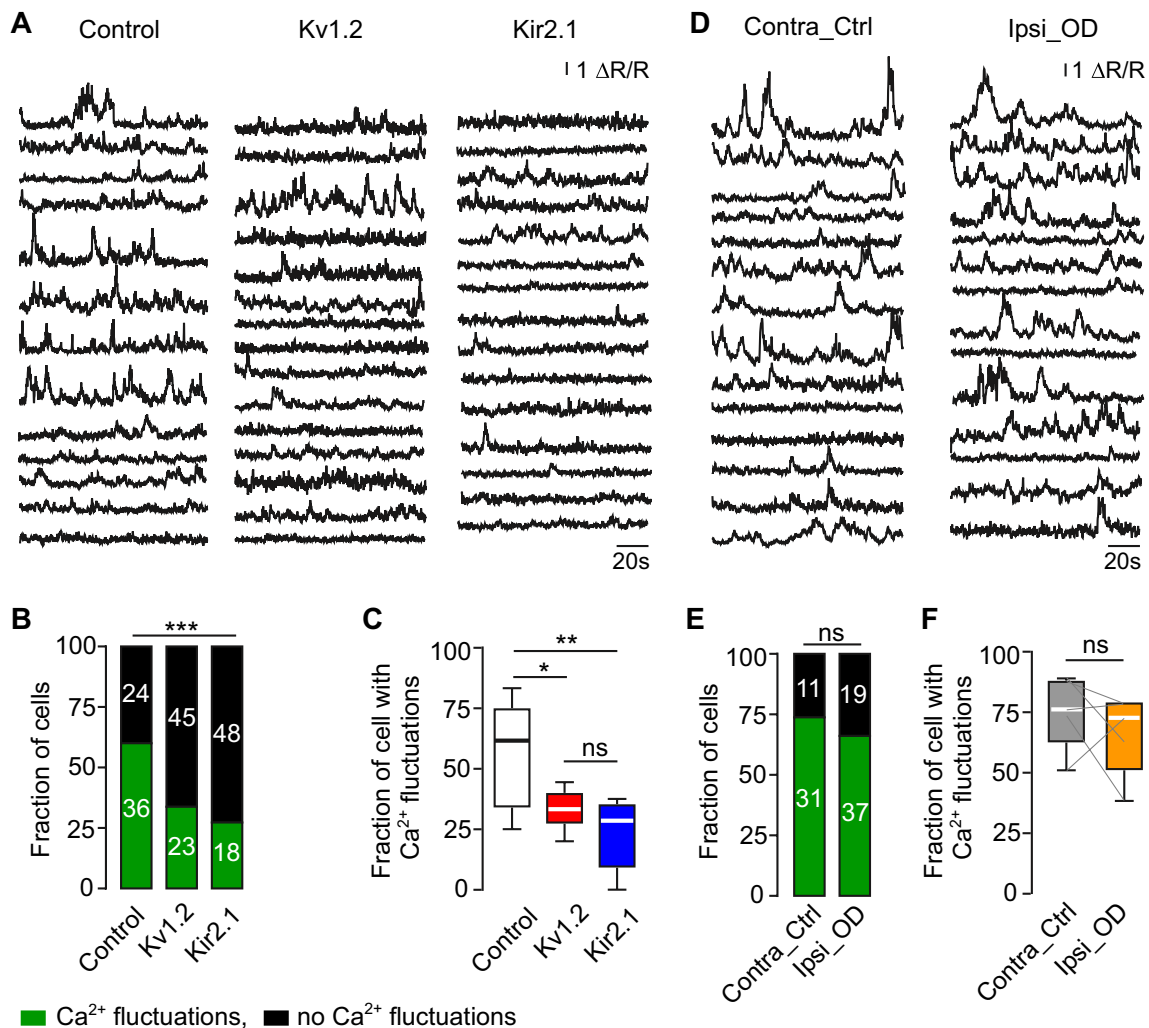 A
Control
Kv1.2
Kir2.1
1 ΔR/R
20s
D
Contra_Ctrl
Ipsi_OD
1 ΔR/R
20s
B
***
Fraction of cells
100
75
50
25
0
24
45
48
36
23
18
Control
Kv1.2
Kir2.1
C
Fraction of cell with
Ca²⁺ fluctuations
100
75
50
25
0
**
*
ns
Control
Kv1.2
Kir2.1
E
ns
Fraction of cells
100
75
50
25
0
11
19
31
37
Contra_Ctrl
Ipsi_OD
F
ns
Fraction of cell with
Ca²⁺ fluctuations
100
75
50
75
0
Contra_Ctrl
Ipsi_OD
Ca²⁺ fluctuations, no Ca²⁺ fluctuations